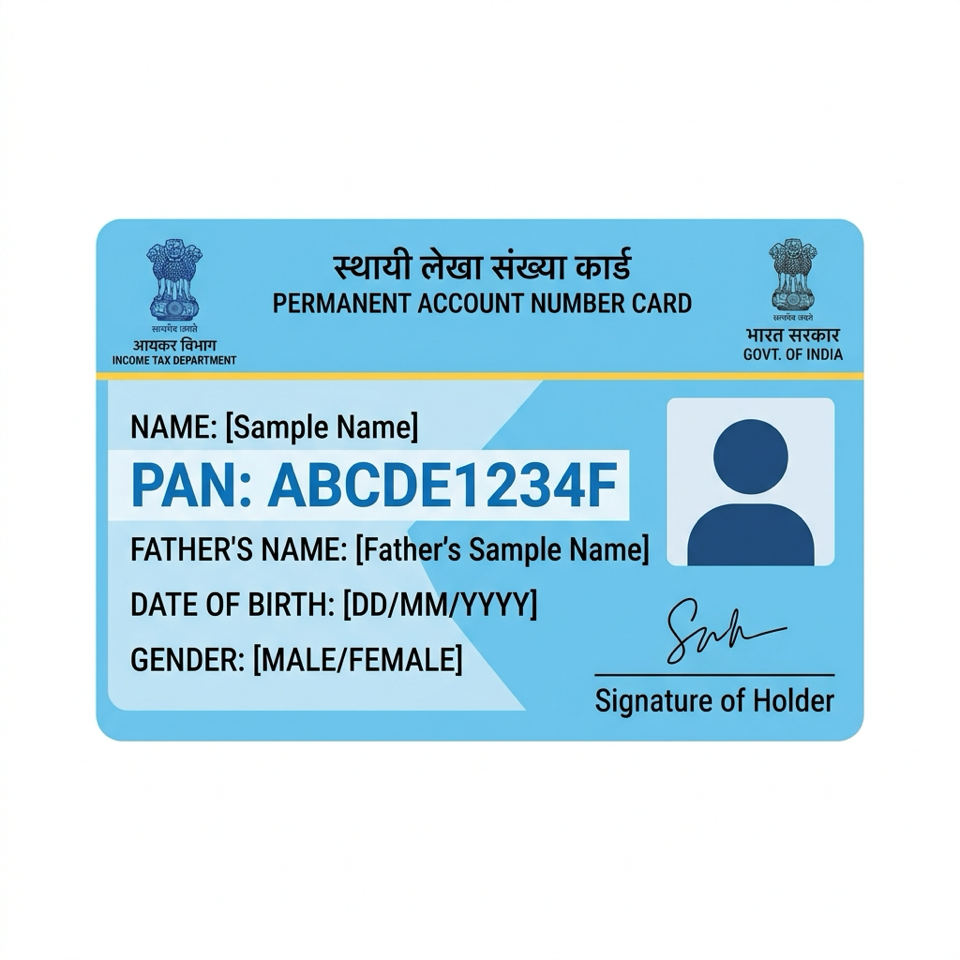 स्थायी लेखा संख्या कार्ड
PERMANENT ACCOUNT NUMBER CARD
आयकर विभाग
INCOME TAX DEPARTMENT
भारत सरकार
GOVT. OF INDIA
NAME: [Sample Name]
PAN: ABCDE1234F
FATHER'S NAME: [Father's Sample Name]
DATE OF BIRTH: [DD/MM/YYYY]
GENDER: [MALE/FEMALE]
Signature of Holder